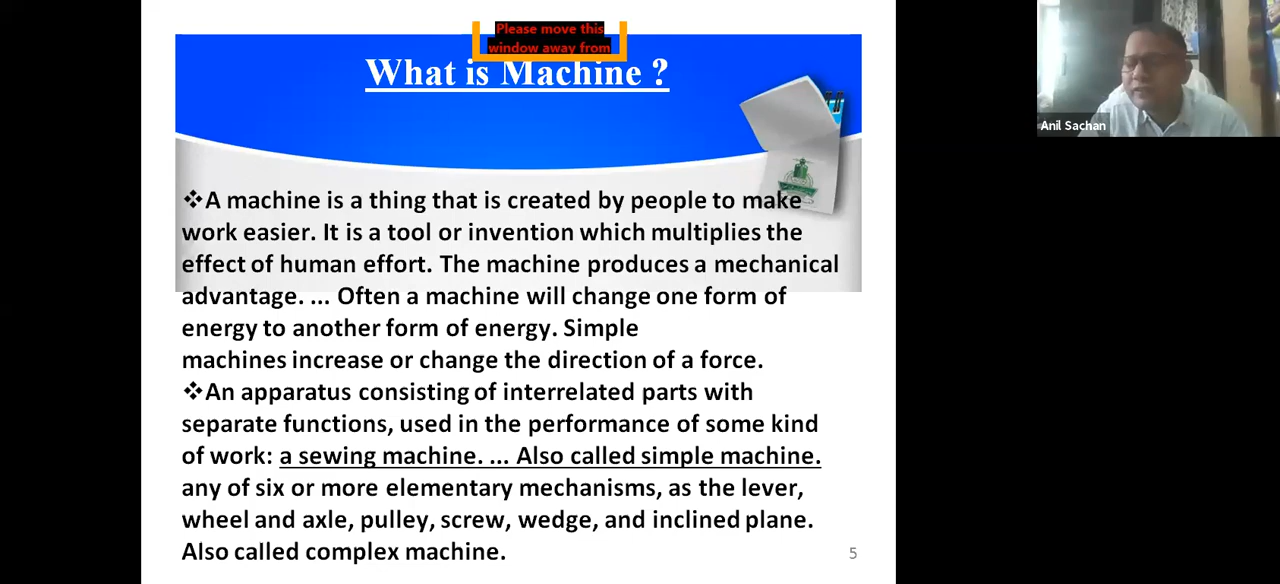 Please move this
window away from
What is Machine ?
Anil Sachan
❖A machine is a thing that is created by people to make
work easier. It is a tool or invention which multiplies the
effect of human effort. The machine produces a mechanical
advantage. ... Often a machine will change one form of
energy to another form of energy. Simple
machines increase or change the direction of a force.
❖An apparatus consisting of interrelated parts with
separate functions, used in the performance of some kind
of work: a sewing machine. ... Also called simple machine.
any of six or more elementary mechanisms, as the lever,
wheel and axle, pulley, screw, wedge, and inclined plane.
Also called complex machine.
5